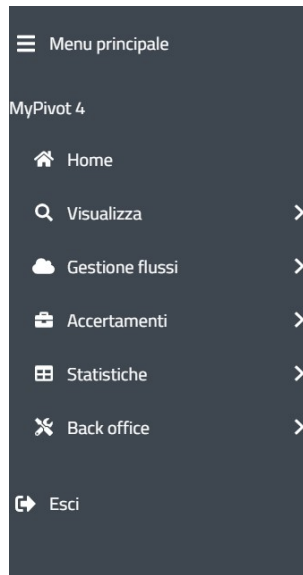 Menu principale
MyPivot 4
Home
Visualizza
Gestione flussi
Accertamenti
Statistiche
Back office
Esci